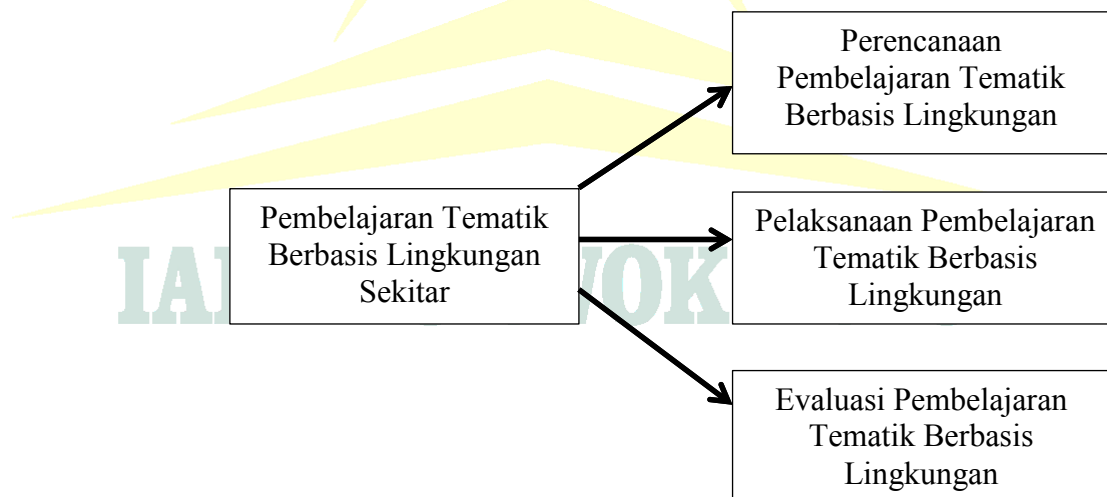 Perencanaan
Pembelajaran Tematik
Berbasis Lingkungan
Pembelajaran Tematik
Berbasis Lingkungan
Sekitar
Pelaksanaan Pembelajaran
Tematik Berbasis
Lingkungan
Evaluasi Pembelajaran
Tematik Berbasis
Lingkungan